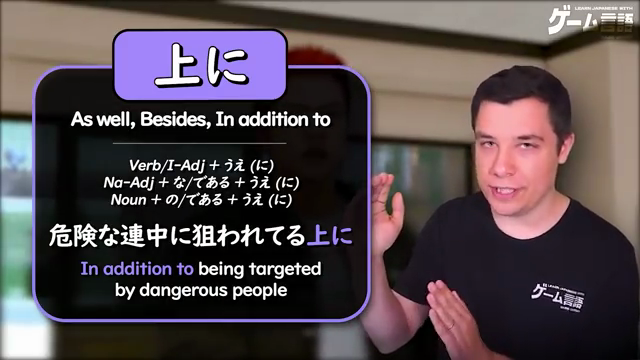 LEARN JAPANESE WITH
ゲーム言語
上に
As well, Besides, In addition to
Verb/I-Adj + うえ (に)
Na-Adj + な/である + うえ (に)
Noun + の/である + うえ (に)
危険な連中に狙われてる上に
In addition to being targeted
by dangerous people
ゲーム言語